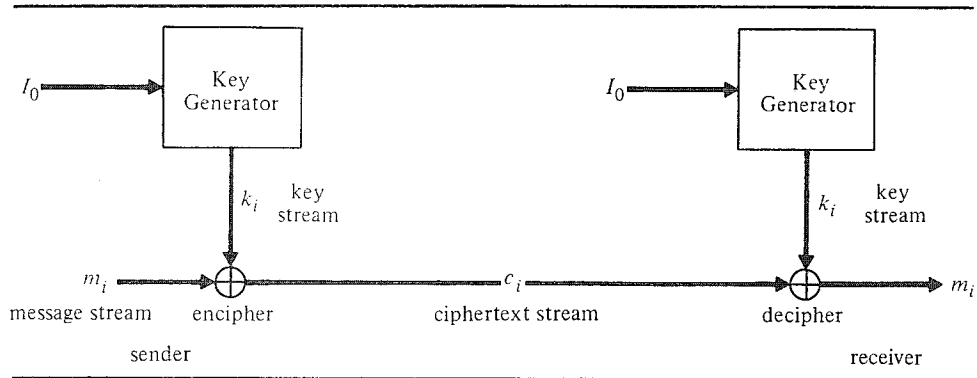 I₀
Key
Generator
kᵢ key
stream
I₀
Key
Generator
kᵢ key
stream
mᵢ
cᵢ
mᵢ
message stream
encipher
ciphertext stream
decipher
sender
receiver